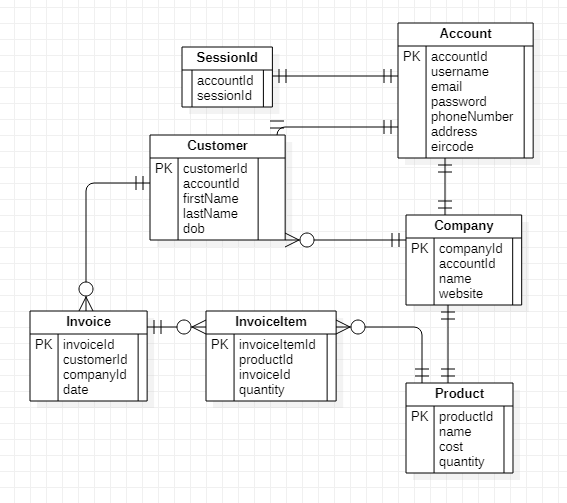 SessionId
accountId
sessionId
Account
PK accountId
username
email
password
phoneNumber
address
eircode
Customer
PK customerId
accountId
firstName
lastName
dob
Company
PK companyId
accountId
name
website
Invoice
PK invoiceId
customerId
companyId
date
InvoiceItem
PK invoiceItemId
productId
invoiceId
quantity
Product
PK productId
name
cost
quantity